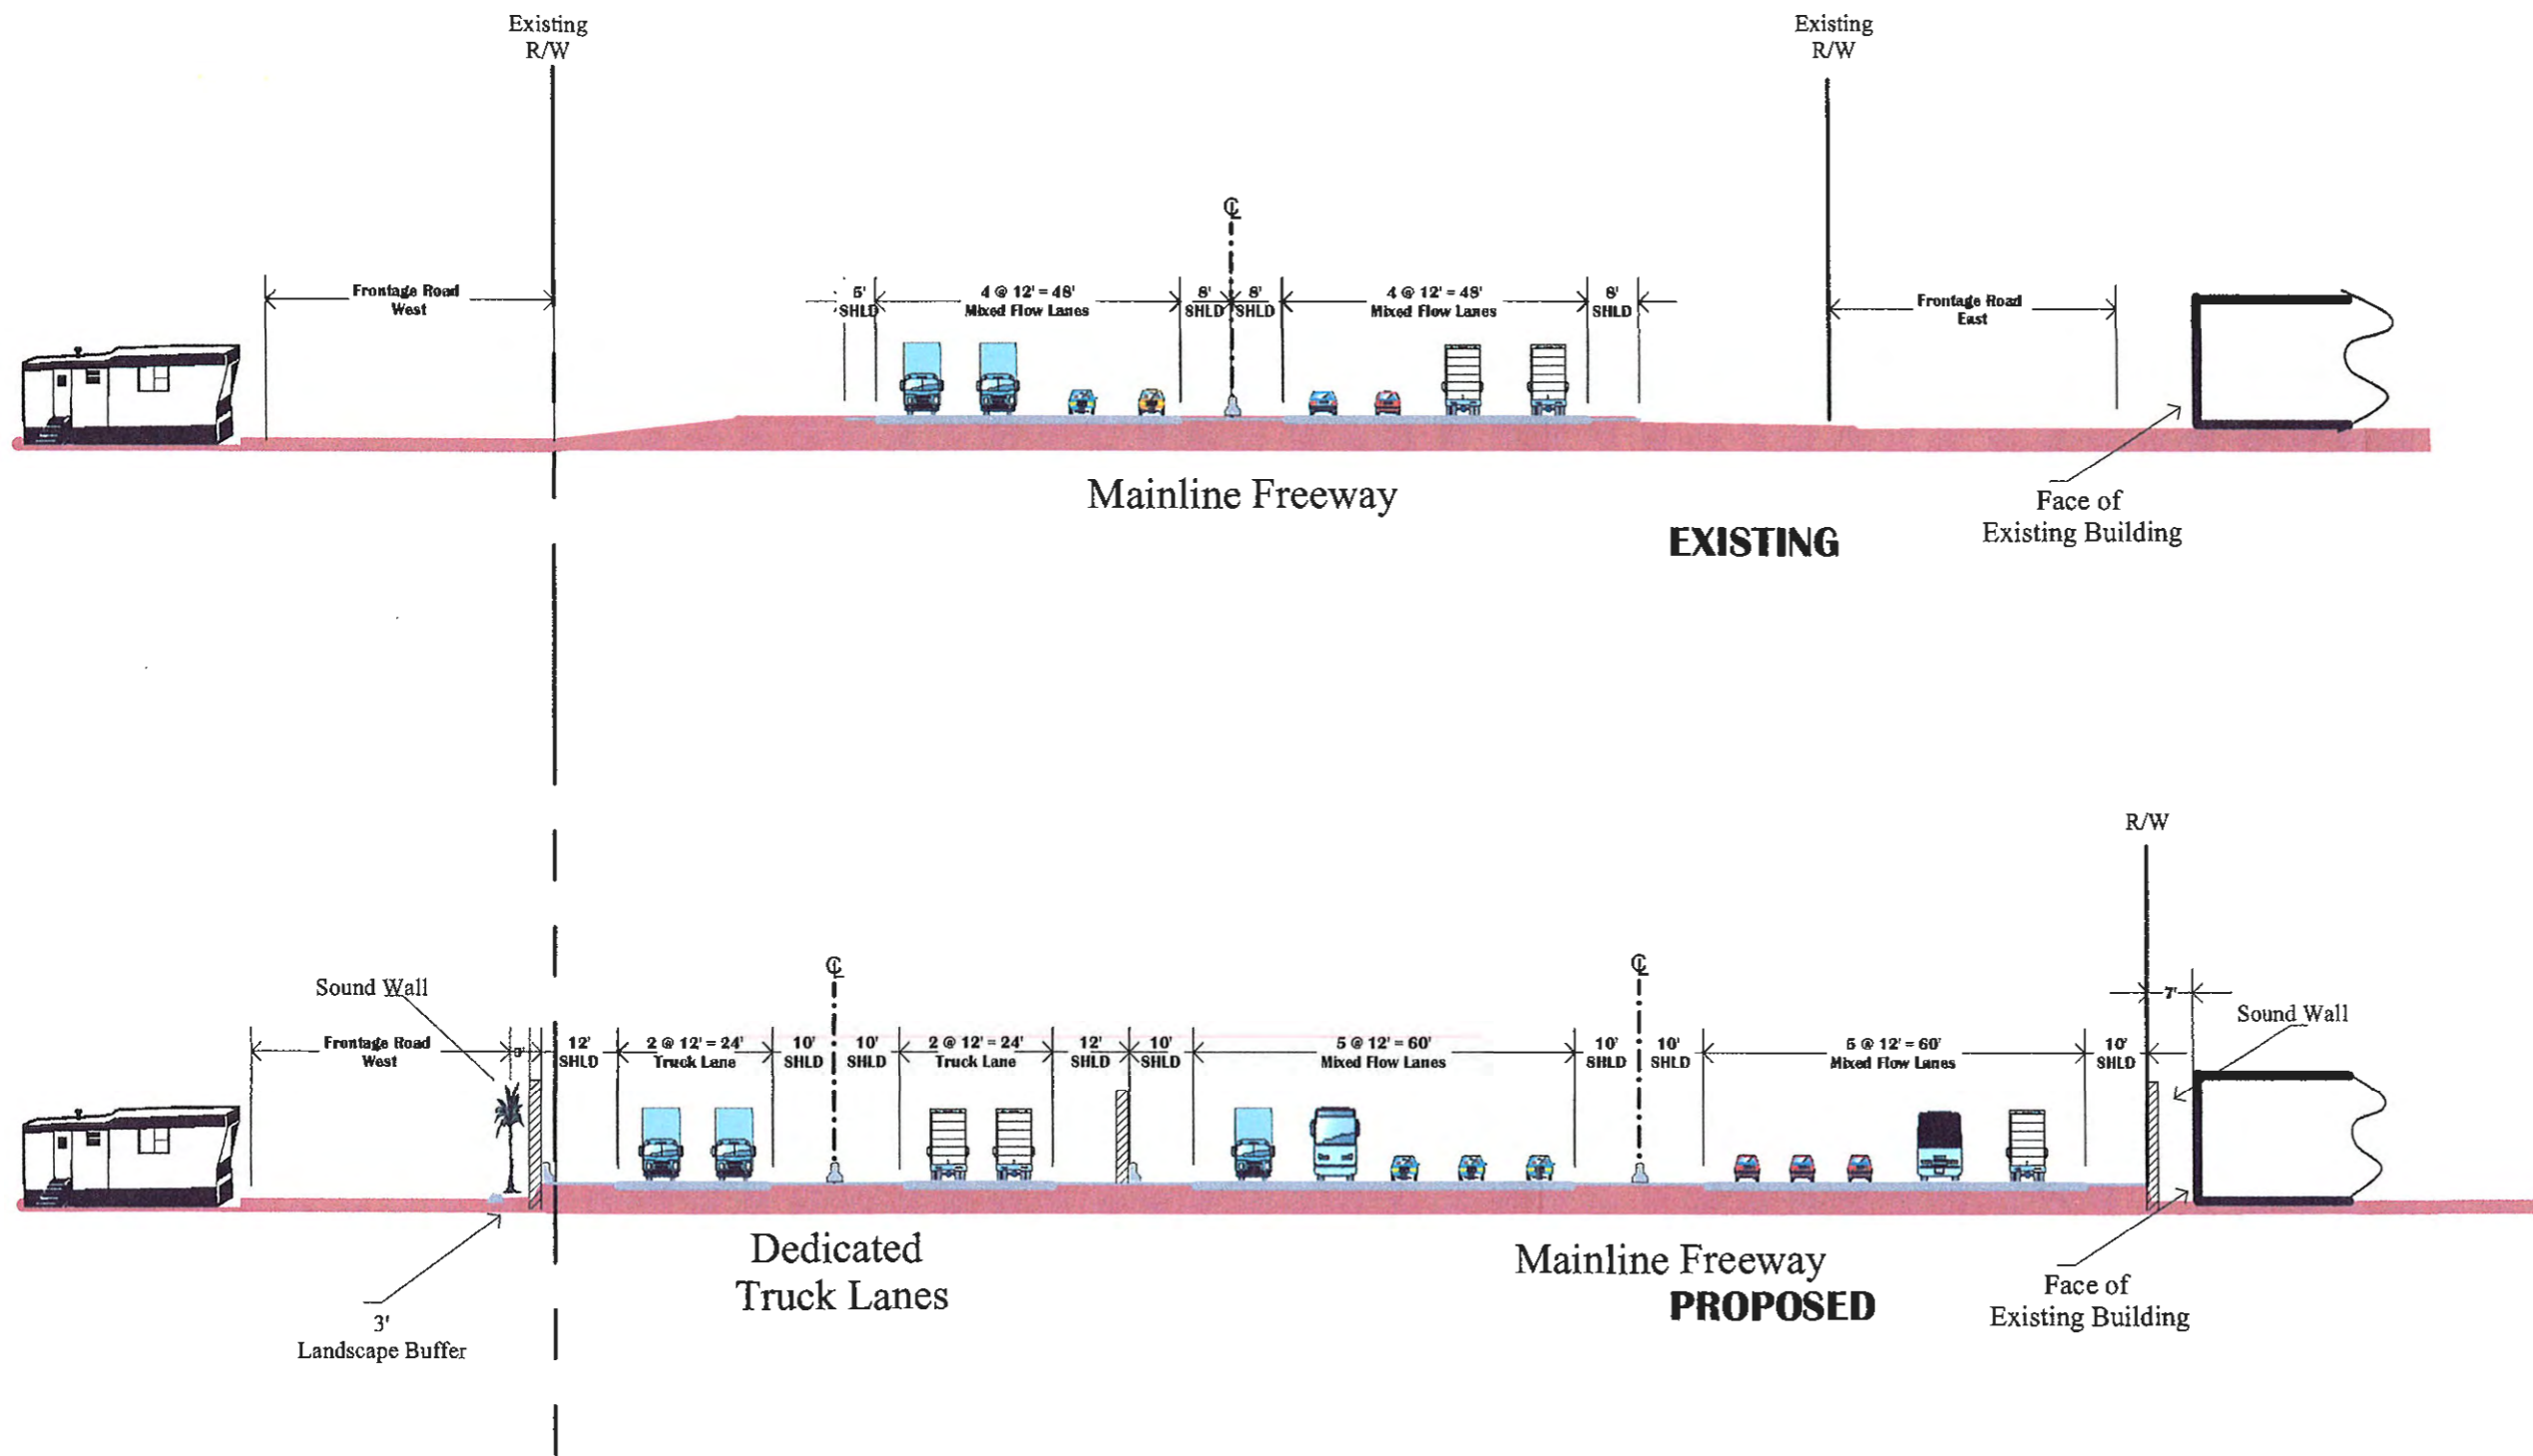 Existing
R/W
Existing
R/W
℄
Frontage Road
West
5'
SHLD
4 @ 12' = 48'
Mixed Flow Lanes
8'
SHLD
8'
SHLD
4 @ 12' = 48'
Mixed Flow Lanes
8'
SHLD
Frontage Road
East
Mainline Freeway
EXISTING
Face of
Existing Building
R/W
℄
℄
Sound Wall
7'
Sound Wall
Frontage Road
West
3'
12'
SHLD
2 @ 12' = 24'
Truck Lane
10'
SHLD
10'
SHLD
2 @ 12' = 24'
Truck Lane
12'
SHLD
10'
SHLD
5 @ 12' = 60'
Mixed Flow Lanes
10'
SHLD
10'
SHLD
5 @ 12' = 60'
Mixed Flow Lanes
10'
SHLD
Dedicated
Truck Lanes
Mainline Freeway
PROPOSED
Face of
Existing Building
3'
Landscape Buffer